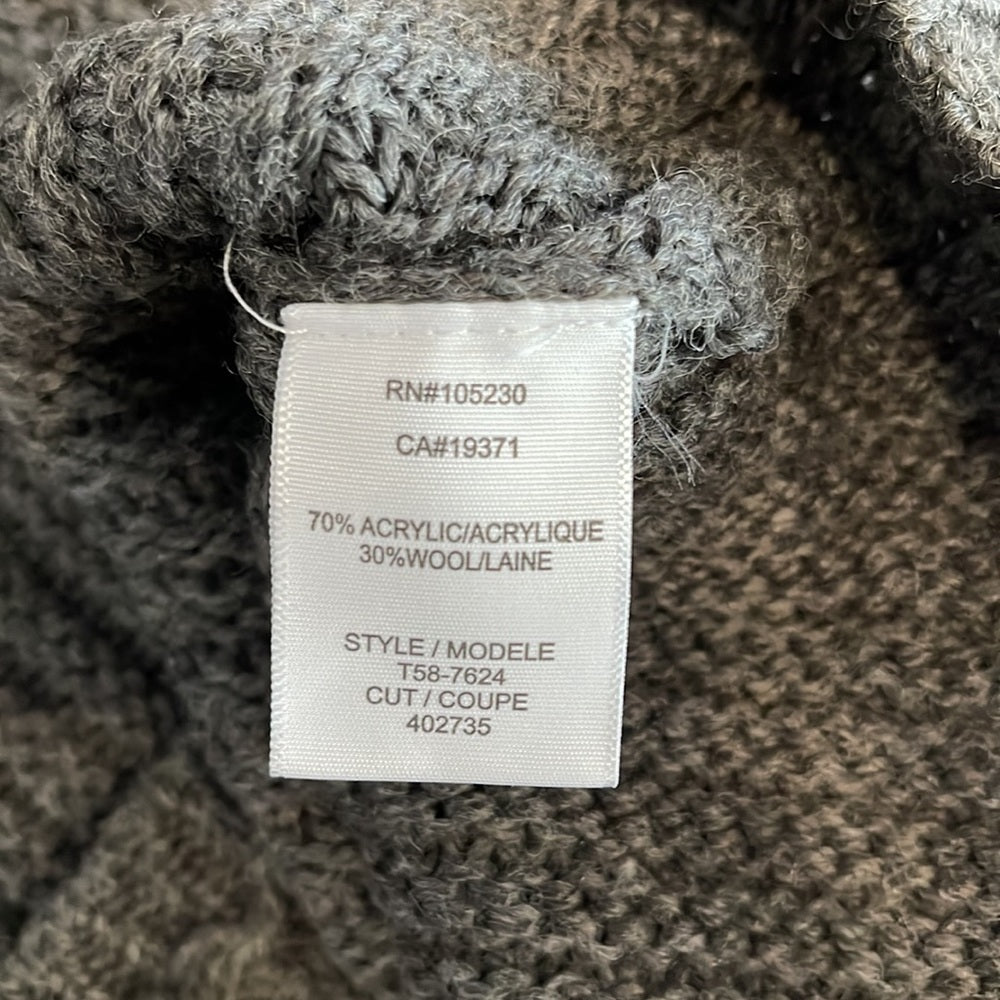 RN#105230
CA#19371
70% ACRYLIC/ACRYLIQUE
30%WOOL/LAINE
STYLE / MODELE
T58-7624
CUT / COUPE
402735